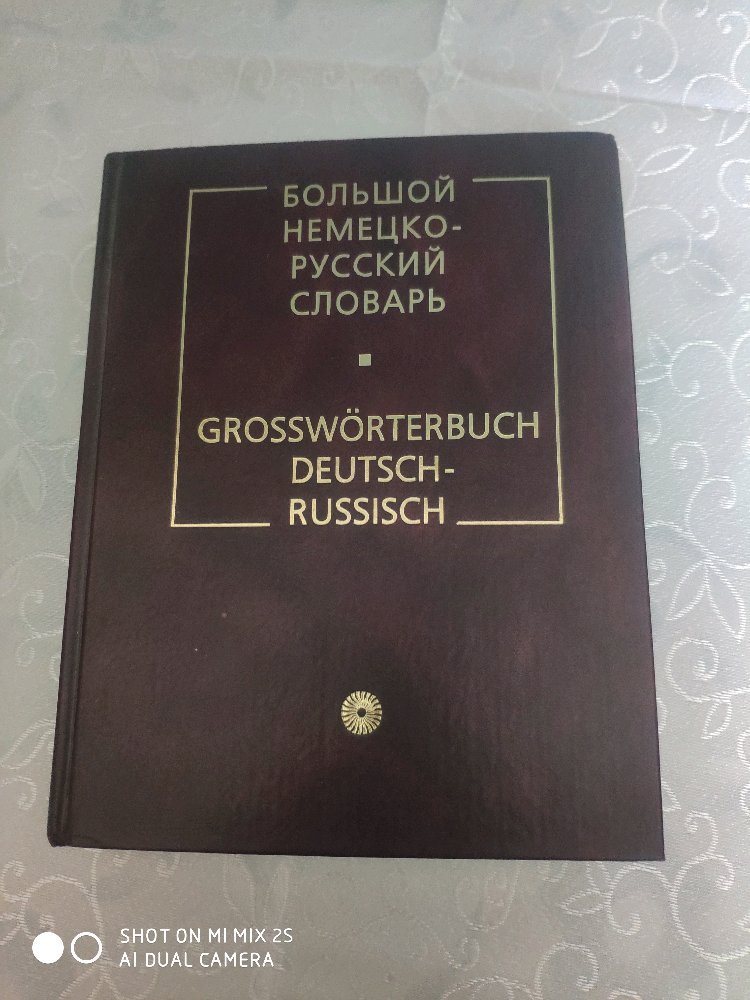 БОЛЬШОЙ
НЕМЕЦКО-
РУССКИЙ
СЛОВАРЬ
GROSSWÖRTERBUCH
DEUTSCH-
RUSSISCH
SHOT ON MI MIX 2S
AI DUAL CAMERA